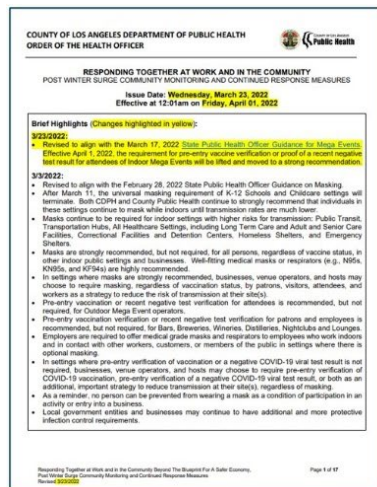 COUNTY OF LOS ANGELES DEPARTMENT OF PUBLIC HEALTH
ORDER OF THE HEALTH OFFICER
Public Health
RESPONDING TOGETHER AT WORK AND IN THE COMMUNITY
POST WINTER SURGE COMMUNITY MONITORING AND CONTINUED RESPONSE MEASURES
Issue Date: Wednesday, March 23, 2022
Effective at 12:01am on Friday, April 01, 2022
Brief Highlights (Changes highlighted in yellow):
3/23/2022:
• Revised to align with the March 17, 2022 State Public Health Officer Guidance for Mega Events.
Effective April 1, 2022, the requirement for pre-entry vaccine verification or proof of a recent negative
test result for attendees of Indoor Mega Events will be lifted and moved to a strong recommendation.
3/3/2022:
• Revised to align with the February 28, 2022 State Public Health Officer Guidance on Masking.
• After March 11, the universal masking requirement of K-12 Schools and Childcare settings will
terminate. Both CDPH and County Public Health continue to strongly recommend that individuals in
these settings continue to mask while indoors until transmission rates are much lower.
• Masks continue to be required for indoor settings with higher risks for transmission: Public Transit,
Transportation Hubs, All Healthcare Settings, including Long Term Care and Adult and Senior Care
Facilities, Correctional Facilities and Detention Centers, Homeless Shelters, and Emergency
Shelters.
• Masks are strongly recommended, but not required, for all persons, regardless of vaccine status, in
other indoor public settings and businesses. Well-fitting medical masks or respirators (e.g., N95s,
KN95s, and KF94s) are highly recommended.
• In settings where masks are strongly recommended, businesses, venue operators, and hosts may
choose to require masking, regardless of vaccination status, by patrons, visitors, attendees, and
workers as a strategy to reduce the risk of transmission at their site(s).
• Pre-entry vaccination or recent negative test verification for attendees is recommended, but not
required, for Outdoor Mega Event operators.
• Pre-entry vaccination verification or recent negative test verification for patrons and employees is
recommended, but not required, for Bars, Breweries, Wineries, Distilleries, Nightclubs and Lounges.
• Employers are required to offer medical grade masks and respirators to employees who work indoors
and in contact with other workers, customers, or members of the public in settings where there is
optional masking.
• In settings where pre-entry verification of vaccination or a negative COVID-19 viral test result is not
required, businesses, venue operators, and hosts may choose to require pre-entry verification of
COVID-19 vaccination, pre-entry verification of a negative COVID-19 viral test result, or both as an
additional, important strategy to reduce transmission at their site(s), regardless of masking.
• As a reminder, no person can be prevented from wearing a mask as a condition of participation in an
activity or entry into a business.
• Local government entities and businesses may continue to have additional and more protective
infection control requirements.
Responding Together at Work and in the Community Beyond The Blueprint For A Safer Economy,
Post Winter Surge Community Monitoring and Continued Response Measures
Revised 3/23/2022
Page 1 of 17